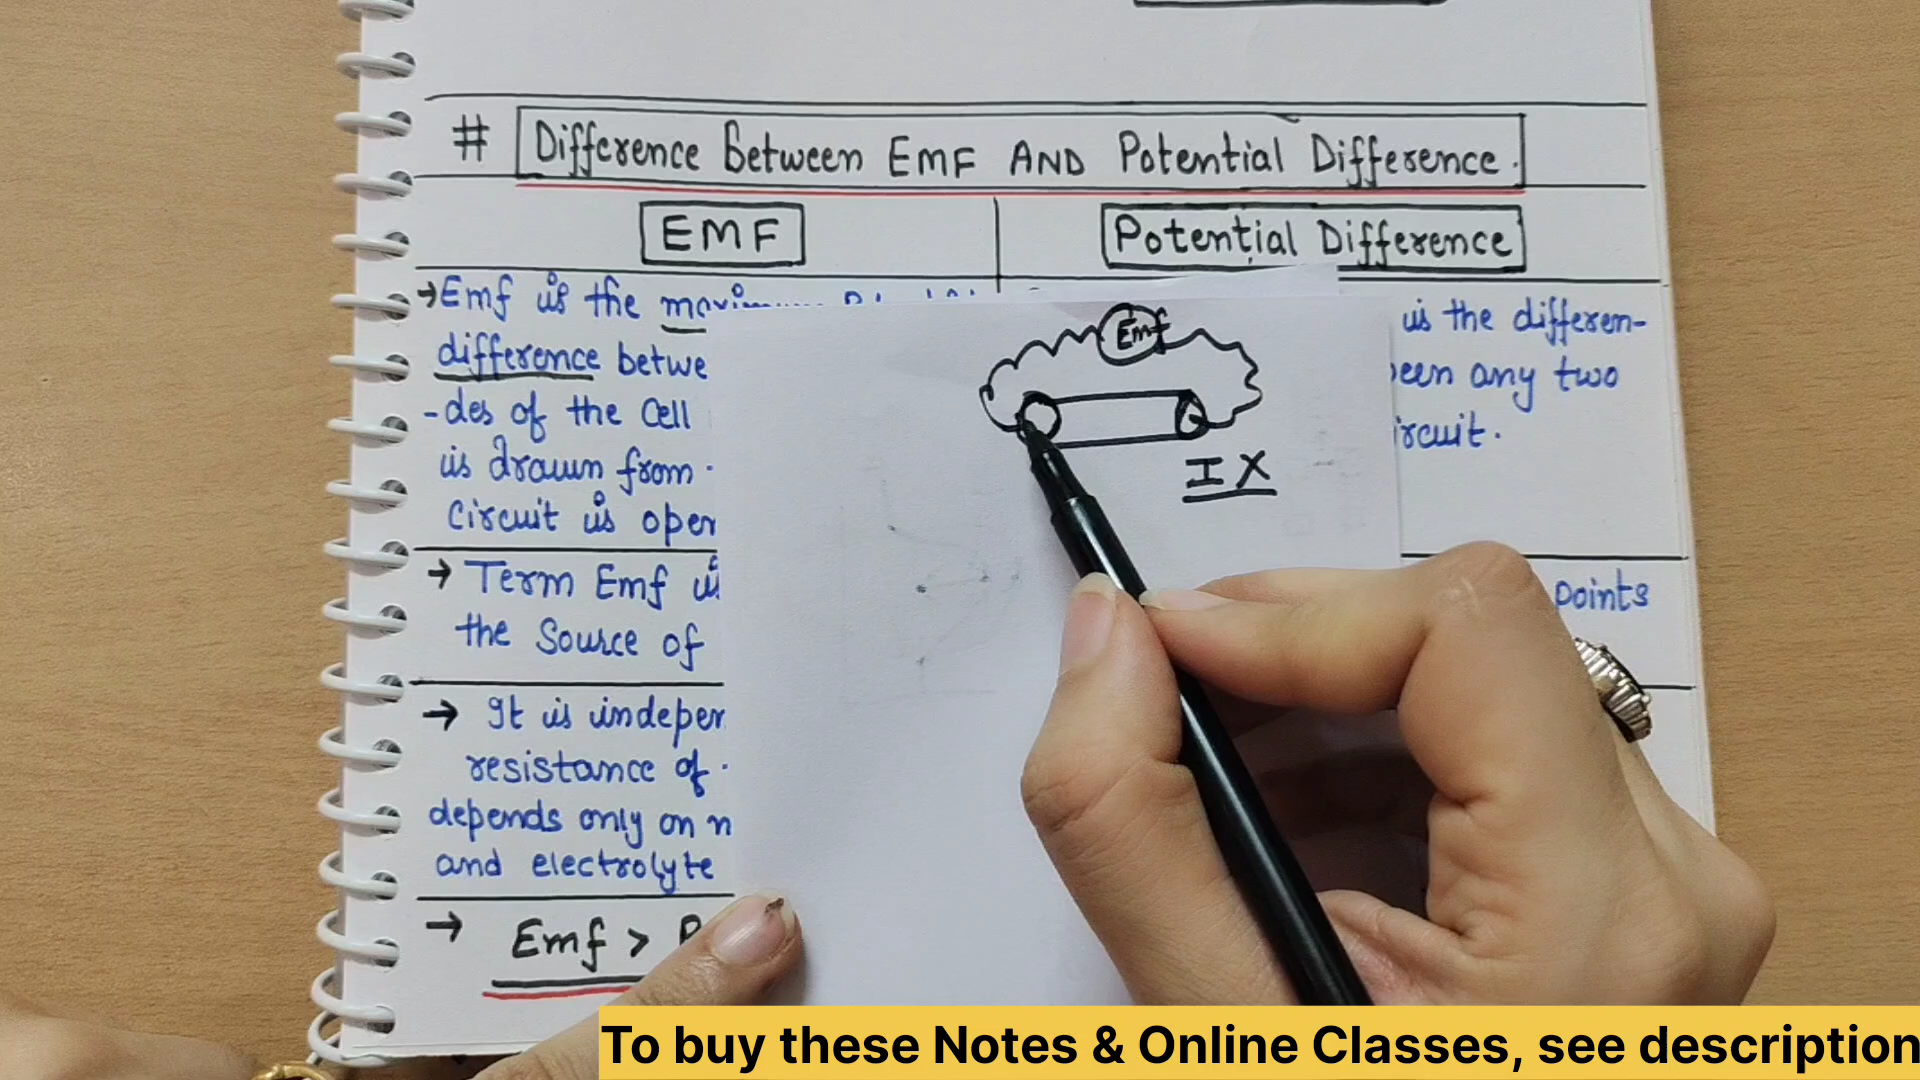 # Difference Between EMF AND Potential Difference.
EMF
Potential Difference
→ Emf is the
difference betwe
-des of the Cell
is drawn from
Circuit is open
→ Term Emf is
the Source of
→ It is indepen
resistance of
depends only on n
and electrolyte
→ Emf >
is the differen-
een any two
ircuit.
points
Emf
I X
To buy these Notes & Online Classes, see description